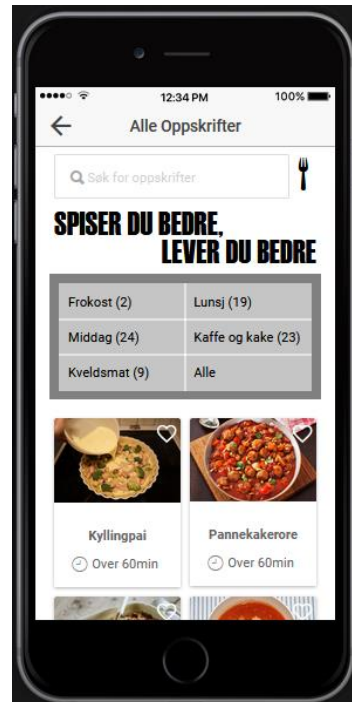 12:34 PM
100%
Alle Oppskrifter
Søk for oppskrifter
SPISER DU BEDRE,
LEVER DU BEDRE
Frokost (2)
Lunsj (19)
Middag (24)
Kaffe og kake (23)
Kveldsmat (9)
Alle
Kyllingpai
Pannekakerore
Over 60min
Over 60min